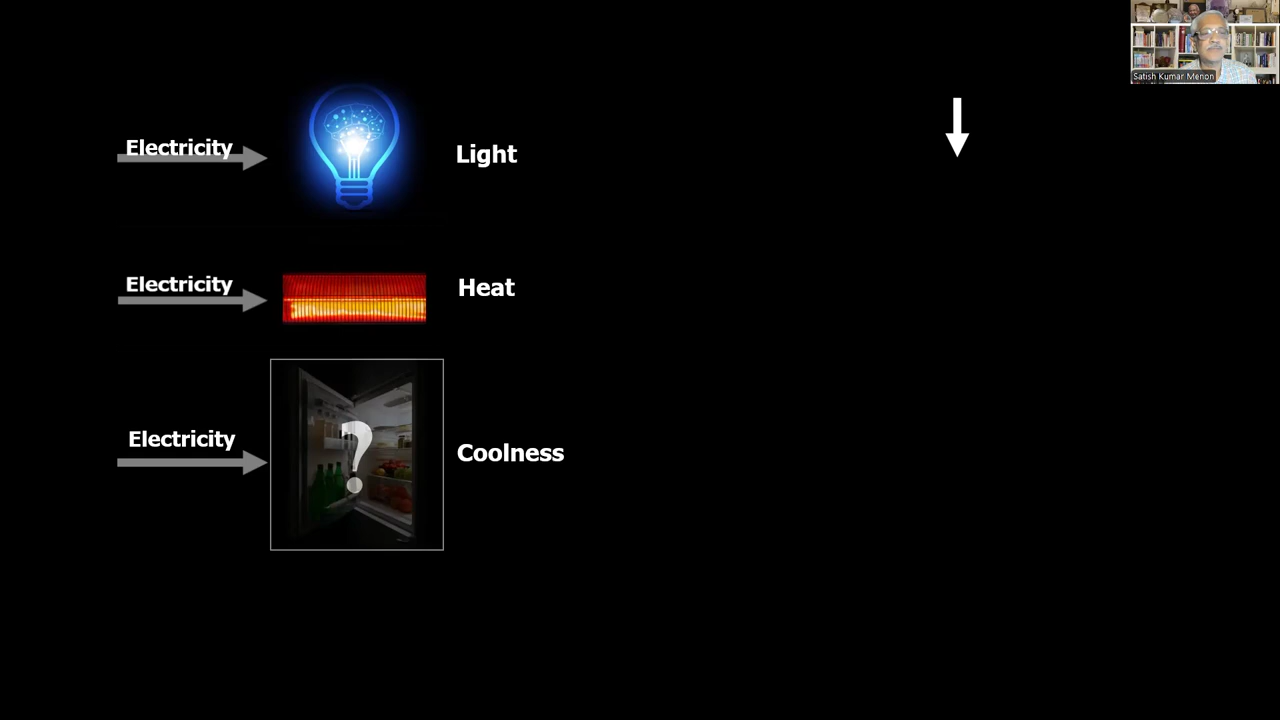 Satish Kumar Menon
Electricity
Light
Electricity
Heat
Electricity
?
Coolness